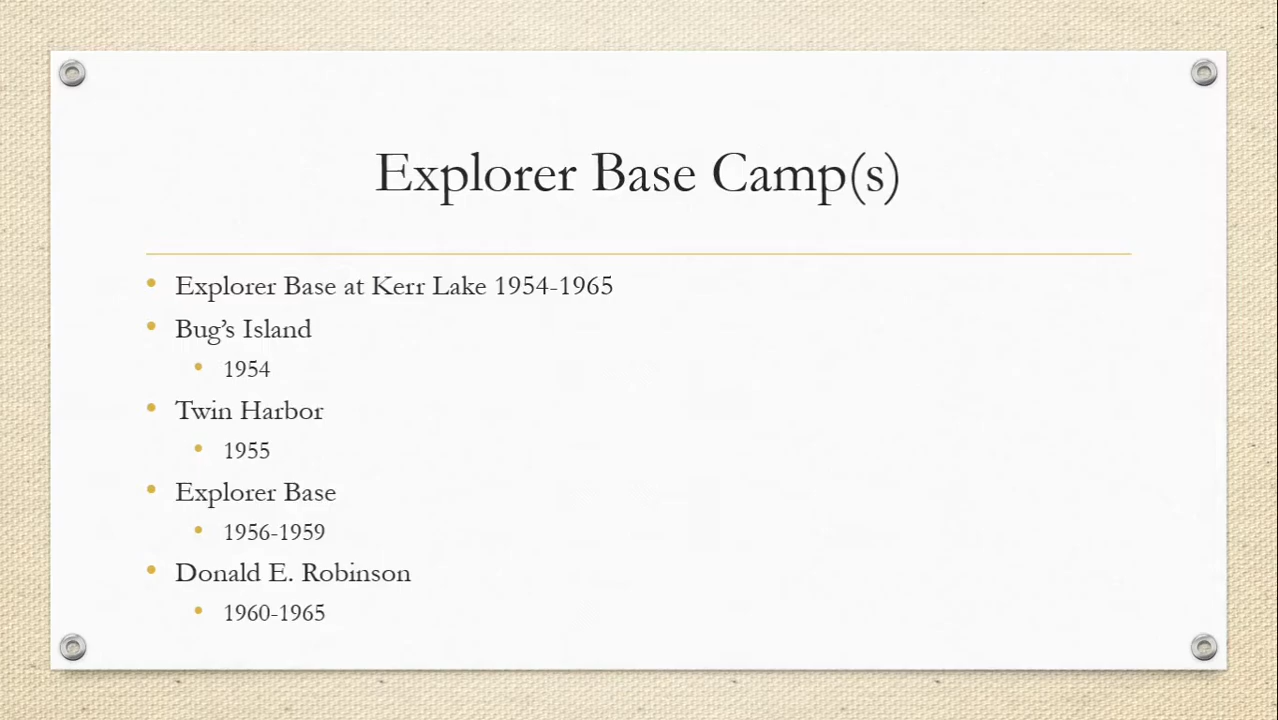 Explorer Base Camp(s)
• Explorer Base at Kerr Lake 1954-1965
• Bug’s Island
• 1954
• Twin Harbor
• 1955
• Explorer Base
• 1956-1959
• Donald E. Robinson
• 1960-1965